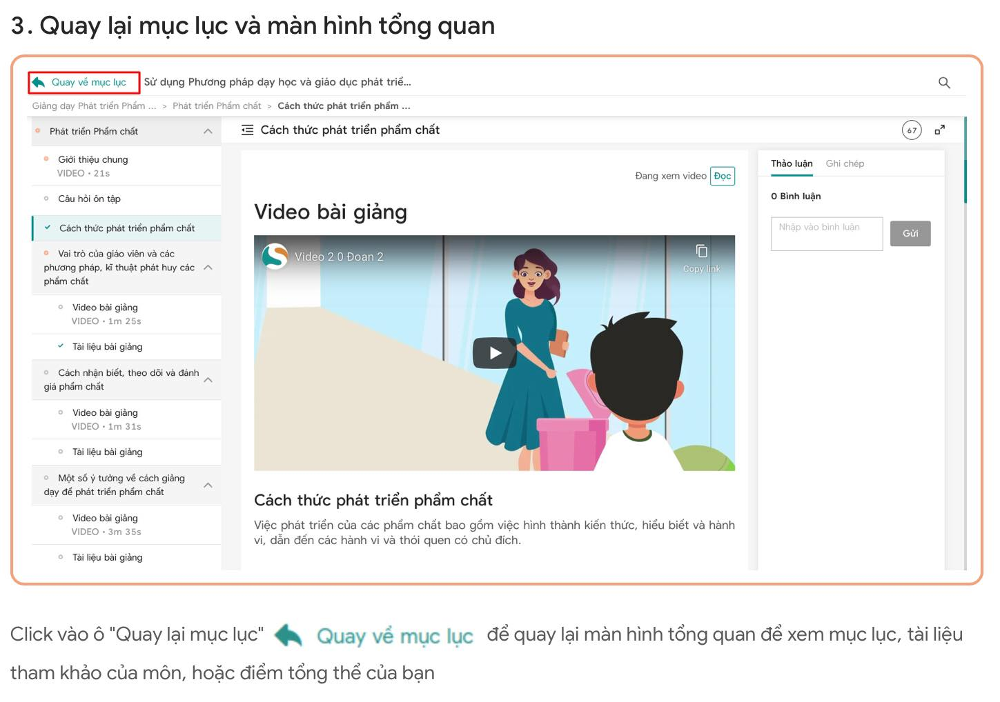 3. Quay lại mục lục và màn hình tổng quan
Quay về mục lục
Sử dụng Phương pháp dạy học và giáo dục phát triể...
Giảng dạy Phát triển Phẩm ... > Phát triển Phẩm chất > Cách thức phát triển phẩm ...
Phát triển Phẩm chất
Giới thiệu chung
VIDEO • 21s
Câu hỏi ôn tập
Cách thức phát triển phẩm chất
Vai trò của giáo viên và các
phương pháp, kĩ thuật phát huy các
phẩm chất
Video bài giảng
VIDEO • 1m 25s
Tài liệu bài giảng
Cách nhận biết, theo dõi và đánh
giá phẩm chất
Video bài giảng
VIDEO • 1m 31s
Tài liệu bài giảng
Một số ý tưởng về cách giảng
dạy để phát triển phẩm chất
Video bài giảng
VIDEO • 3m 35s
Tài liệu bài giảng
Cách thức phát triển phẩm chất
67
Đang xem video Đọc
Video bài giảng
Video 2 0 Đoạn 2
Copy link
Cách thức phát triển phẩm chất
Việc phát triển của các phẩm chất bao gồm việc hình thành kiến thức, hiểu biết và hành
vi, dẫn đến các hành vi và thói quen có chủ đích.
Thảo luận Ghi chép
0 Bình luận
Nhập vào bình luận
Gửi
Click vào ô "Quay lại mục lục" Quay về mục lục để quay lại màn hình tổng quan để xem mục lục, tài liệu
tham khảo của môn, hoặc điểm tổng thể của bạn